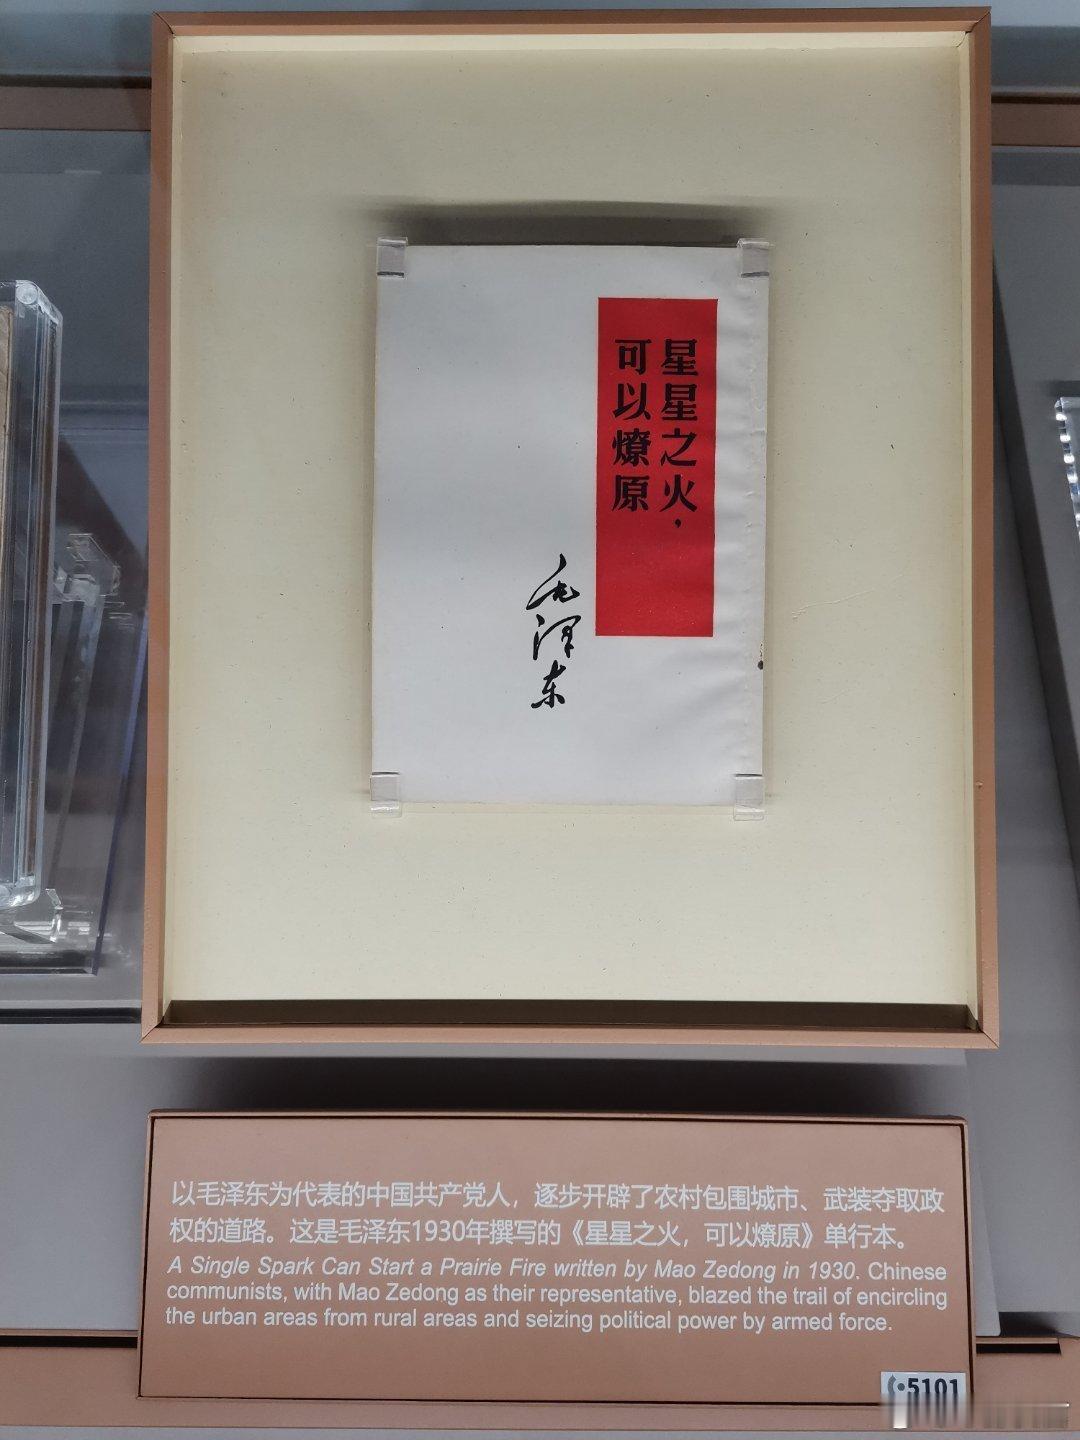 星星之火，
可以燎原
毛泽东
以毛泽东为代表的中国共产党人，逐步开辟了农村包围城市、武装夺取政
权的道路。这是毛泽东1930年撰写的《星星之火，可以燎原》单行本。
A Single Spark Can Start a Prairie Fire written by Mao Zedong in 1930. Chinese
communists, with Mao Zedong as their representative, blazed the trail of encircling
the urban areas from rural areas and seizing political power by armed force.
5101